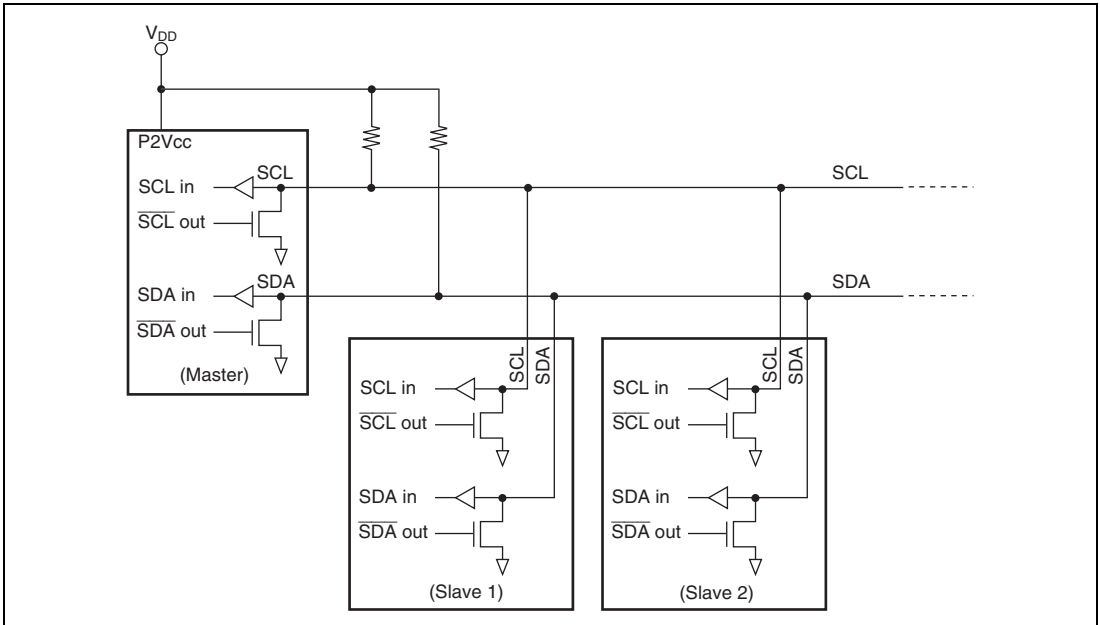 VDD
P2Vcc
SCL
SCL in
SCL out
SDA
SDA in
SDA out
(Master)
SCL
SDA
SCL
SDA
SCL in
SCL out
SDA in
SDA out
(Slave 1)
SCL
SDA
SCL in
SCL out
SDA in
SDA out
(Slave 2)